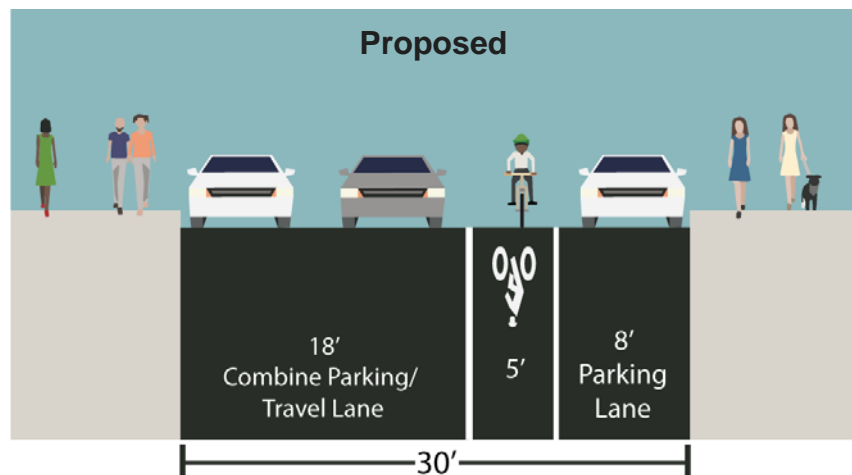 Proposed
18′
Combine Parking/
Travel Lane
5′
8′
Parking
Lane
30′